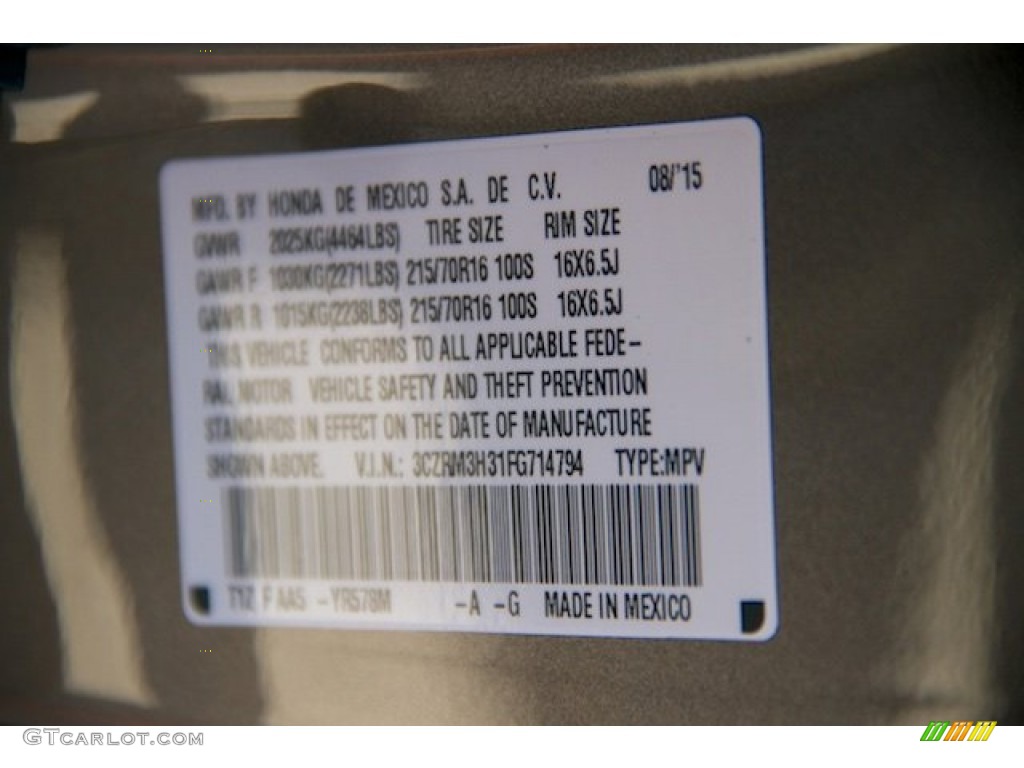 MFD. BY HONDA DE MEXICO S.A. DE C.V. 08/'15
GVWR 2025KG(4464LBS) TIRE SIZE RIM SIZE
GAWR F 1030KG(2271LBS) 215/70R16 100S 16X6.5J
GAWR R 1015KG(2238LBS) 215/70R16 100S 16X6.5J
THIS VEHICLE CONFORMS TO ALL APPLICABLE FEDE-
RAL MOTOR VEHICLE SAFETY AND THEFT PREVENTION
STANDARDS IN EFFECT ON THE DATE OF MANUFACTURE
SHOWN ABOVE. V.I.N.: 3CZRM3H31FG714794 TYPE:MPV
T1Z F AA5 -YR578M -A -G MADE IN MEXICO
GTCARLOT.COM